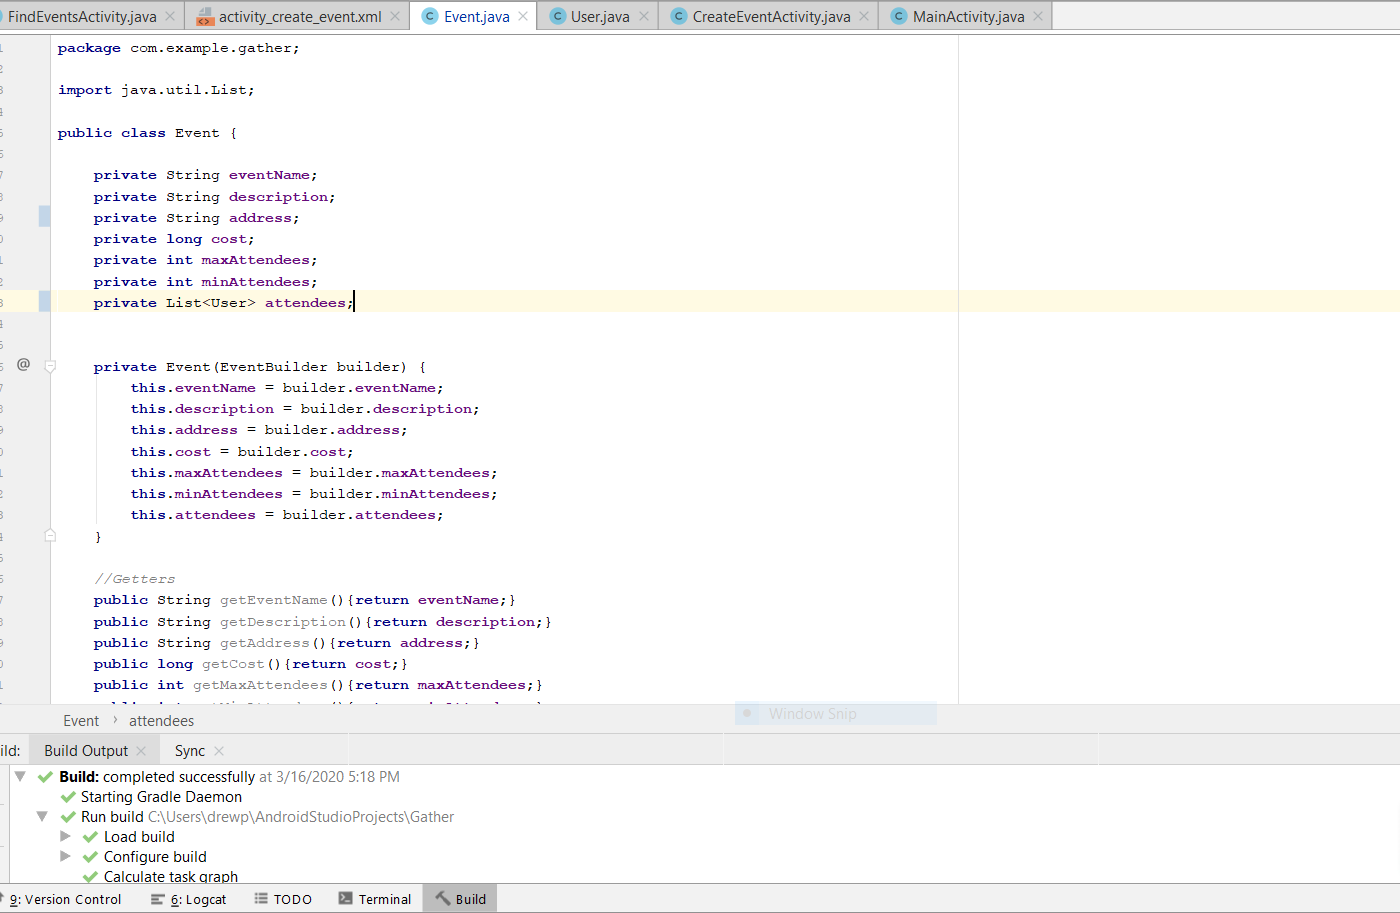 FindEventsActivity.java activity_create_event.xml Event.java User.java CreateEventActivity.java MainActivity.java
package com.example.gather;
import java.util.List;
public class Event {
private String eventName;
private String description;
private String address;
private long cost;
private int maxAttendees;
private int minAttendees;
private List<User> attendees;
@ private Event(EventBuilder builder) {
this.eventName = builder.eventName;
this.description = builder.description;
this.address = builder.address;
this.cost = builder.cost;
this.maxAttendees = builder.maxAttendees;
this.minAttendees = builder.minAttendees;
this.attendees = builder.attendees;
}
//Getters
public String getEventName(){return eventName;}
public String getDescription(){return description;}
public String getAddress(){return address;}
public long getCost(){return cost;}
public int getMaxAttendees(){return maxAttendees;}
Event › attendees
Window Snip
ild: Build Output Sync
Build: completed successfully at 3/16/2020 5:18 PM
Starting Gradle Daemon
Run build C:\Users\drewp\AndroidStudioProjects\Gather
Load build
Configure build
Calculate task graph
9: Version Control 6: Logcat TODO Terminal Build